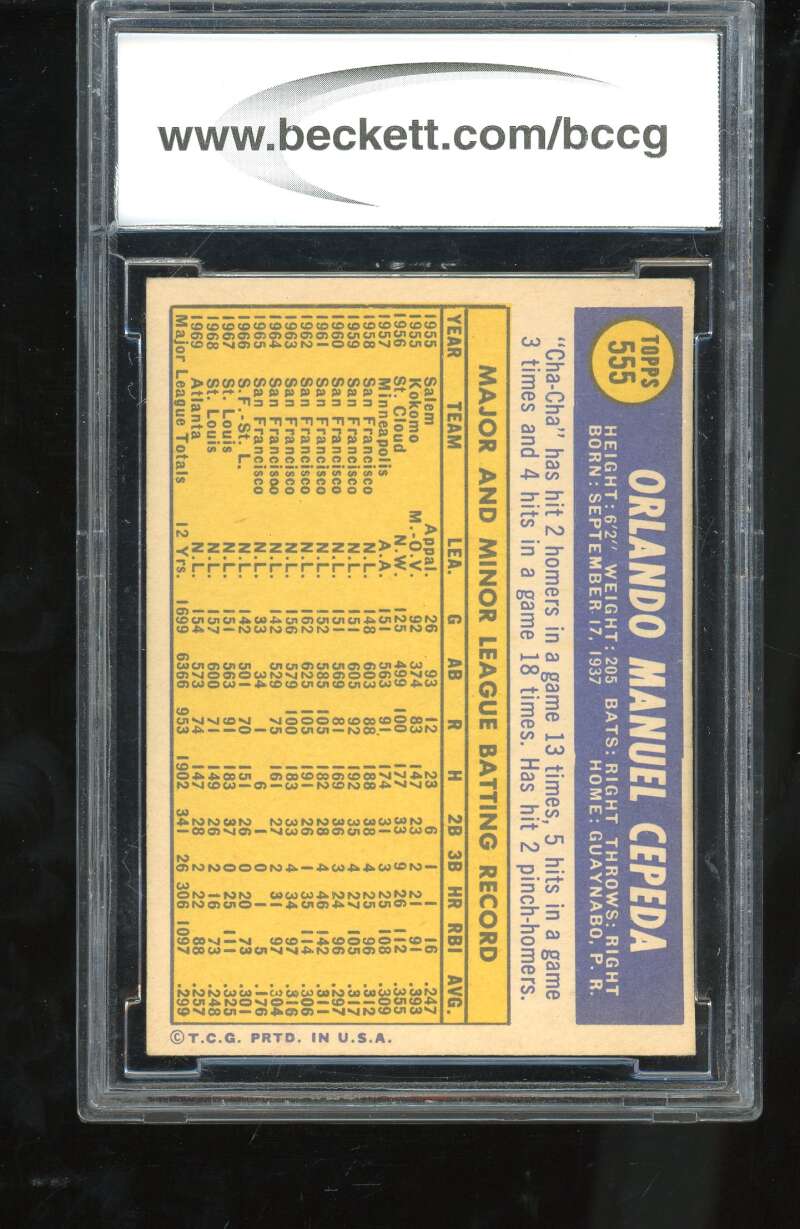 www.beckett.com/bccg
TOPPS
555
ORLANDO MANUEL CEPEDA
HEIGHT: 6'2" WEIGHT: 205 BATS: RIGHT THROWS: RIGHT
BORN: SEPTEMBER 17, 1937 HOME: GUAYNABO, P. R.
"Cha-Cha" has hit 2 homers in a game 13 times, 5 hits in a game
3 times and 4 hits in a game 18 times. Has hit 2 pinch-homers.
MAJOR AND MINOR LEAGUE BATTING RECORD
YEAR TEAM LEA. G AB R H 2B 3B HR RBI AVG.
1955 Salem Appal. 26 93 12 23 6 1 1 16 .247
1955 Kokomo M.-O.V. 92 374 83 147 23 2 21 91 .393
1956 St. Cloud N.W. 125 499 100 177 33 9 26 112 .355
1957 Minneapolis A.A. 151 563 91 174 31 3 25 108 .309
1958 San Francisco N.L. 148 603 88 188 38 4 25 96 .312
1959 San Francisco N.L. 151 605 92 192 35 4 27 105 .317
1960 San Francisco N.L. 151 569 81 169 36 3 24 96 .297
1961 San Francisco N.L. 152 585 105 182 28 4 46 142 .311
1962 San Francisco N.L. 162 625 105 191 26 1 35 114 .306
1963 San Francisco N.L. 156 579 100 183 33 4 34 97 .316
1964 San Francisco N.L. 142 529 75 161 27 2 31 97 .304
1965 San Francisco N.L. 33 34 1 6 1 0 1 5 .176
1966 S.F.-St. L. N.L. 142 501 70 151 26 0 20 73 .301
1967 St. Louis N.L. 151 563 91 183 37 0 25 111 .325
1968 St. Louis N.L. 157 600 71 149 26 2 16 73 .248
1969 Atlanta N.L. 154 573 74 147 28 2 22 88 .257
Major League Totals 12 Yrs. 1699 6366 953 1902 341 26 306 1097 .299
© T.C.G. PRTD. IN U.S.A.